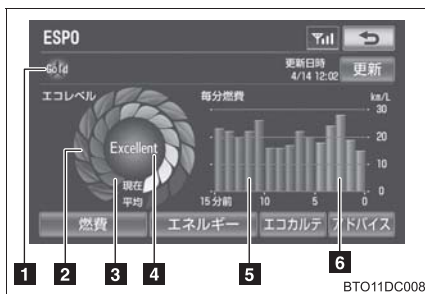 ESPO
更新日時
4/14 12:02
更新
Gold
エコレベル
毎分燃費
km/L
30
20
10
0
Excellent
現在
平均
15分前
10
5
0
燃費
エネルギー
エコカルテ
アドバイス
1
2
3
4
5
6
BTO11DC008